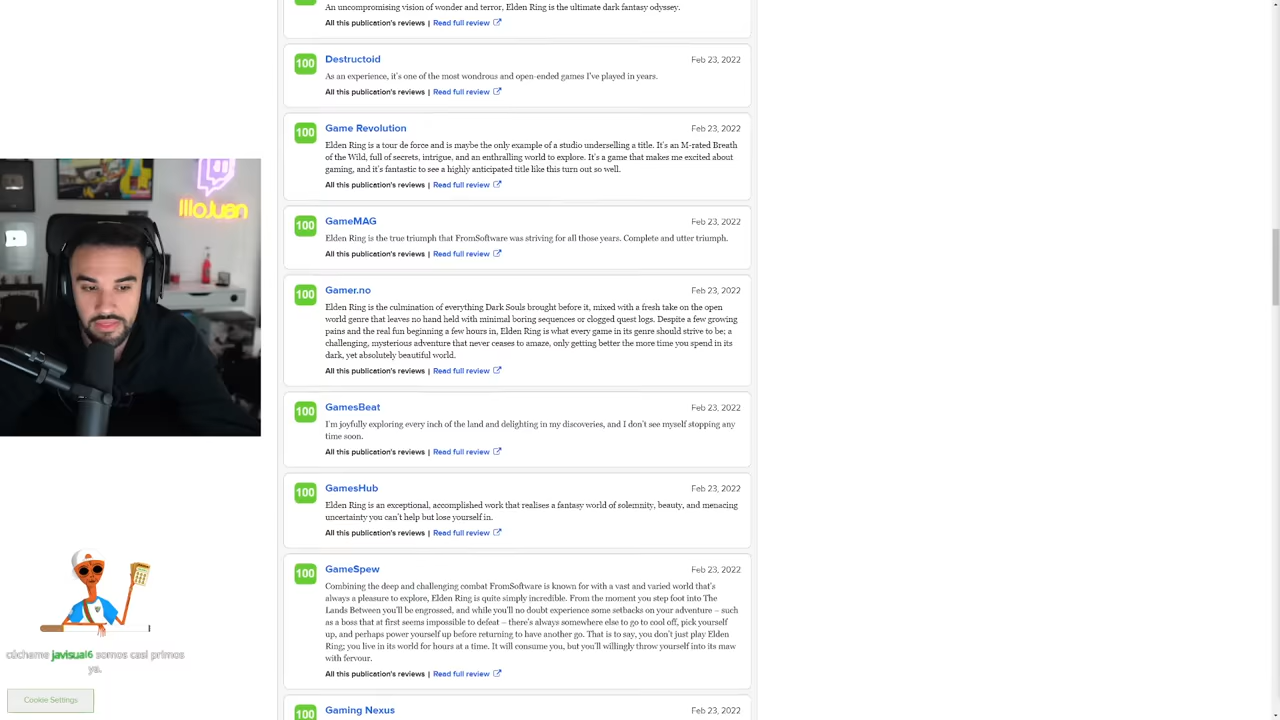 An uncompromising vision of wonder and terror, Elden Ring is the ultimate dark fantasy odyssey.
All this publication's reviews | Read full review
100 Destructoid Feb 23, 2022
As an experience, it's one of the most wondrous and open-ended games I've played in years.
All this publication's reviews | Read full review
100 Game Revolution Feb 23, 2022
Elden Ring is a tour de force and is maybe the only example of a studio underselling a title. It's an M-rated Breath
of the Wild, full of secrets, intrigue, and an enthralling world to explore. It's a game that makes me excited about
gaming, and it's fantastic to see a highly anticipated title like this turn out so well.
All this publication's reviews | Read full review
100 GameMAG Feb 23, 2022
Elden Ring is the true triumph that FromSoftware was striving for all those years. Complete and utter triumph.
All this publication's reviews | Read full review
100 Gamer.no Feb 23, 2022
Elden Ring is the culmination of everything Dark Souls brought before it, mixed with a fresh take on the open
world genre that leaves no hand held with minimal boring sequences or clogged quest logs. Despite a few growing
pains and the real fun beginning a few hours in, Elden Ring is what every game in its genre should strive to be; a
challenging, mysterious adventure that never ceases to amaze, only getting better the more time you spend in its
dark, yet absolutely beautiful world.
All this publication's reviews | Read full review
100 GamesBeat Feb 23, 2022
I'm joyfully exploring every inch of the land and delighting in my discoveries, and I don't see myself stopping any
time soon.
All this publication's reviews | Read full review
100 GamesHub Feb 23, 2022
Elden Ring is an exceptional, accomplished work that realises a fantasy world of solemnity, beauty, and menacing
uncertainty you can't help but lose yourself in.
All this publication's reviews | Read full review
100 GameSpew Feb 23, 2022
Combining the deep and challenging combat FromSoftware is known for with a vast and varied world that's
always a pleasure to explore, Elden Ring is quite simply incredible. From the moment you step foot into The
Lands Between you'll be engrossed, and while you'll no doubt experience some setbacks on your adventure – such
as a boss that at first seems impossible to defeat – there's always somewhere else to go to cool off, pick yourself
up, and perhaps power yourself up before returning to have another go. That is to say, you don't just play Elden
Ring; you live in its world for hours at a time. It will consume you, but you'll willingly throw yourself into its maw
with fervour.
All this publication's reviews | Read full review
100 Gaming Nexus Feb 23, 2022
IlloJuan
cúchame javisual6 somos casi primos
ya.
Cookie Settings